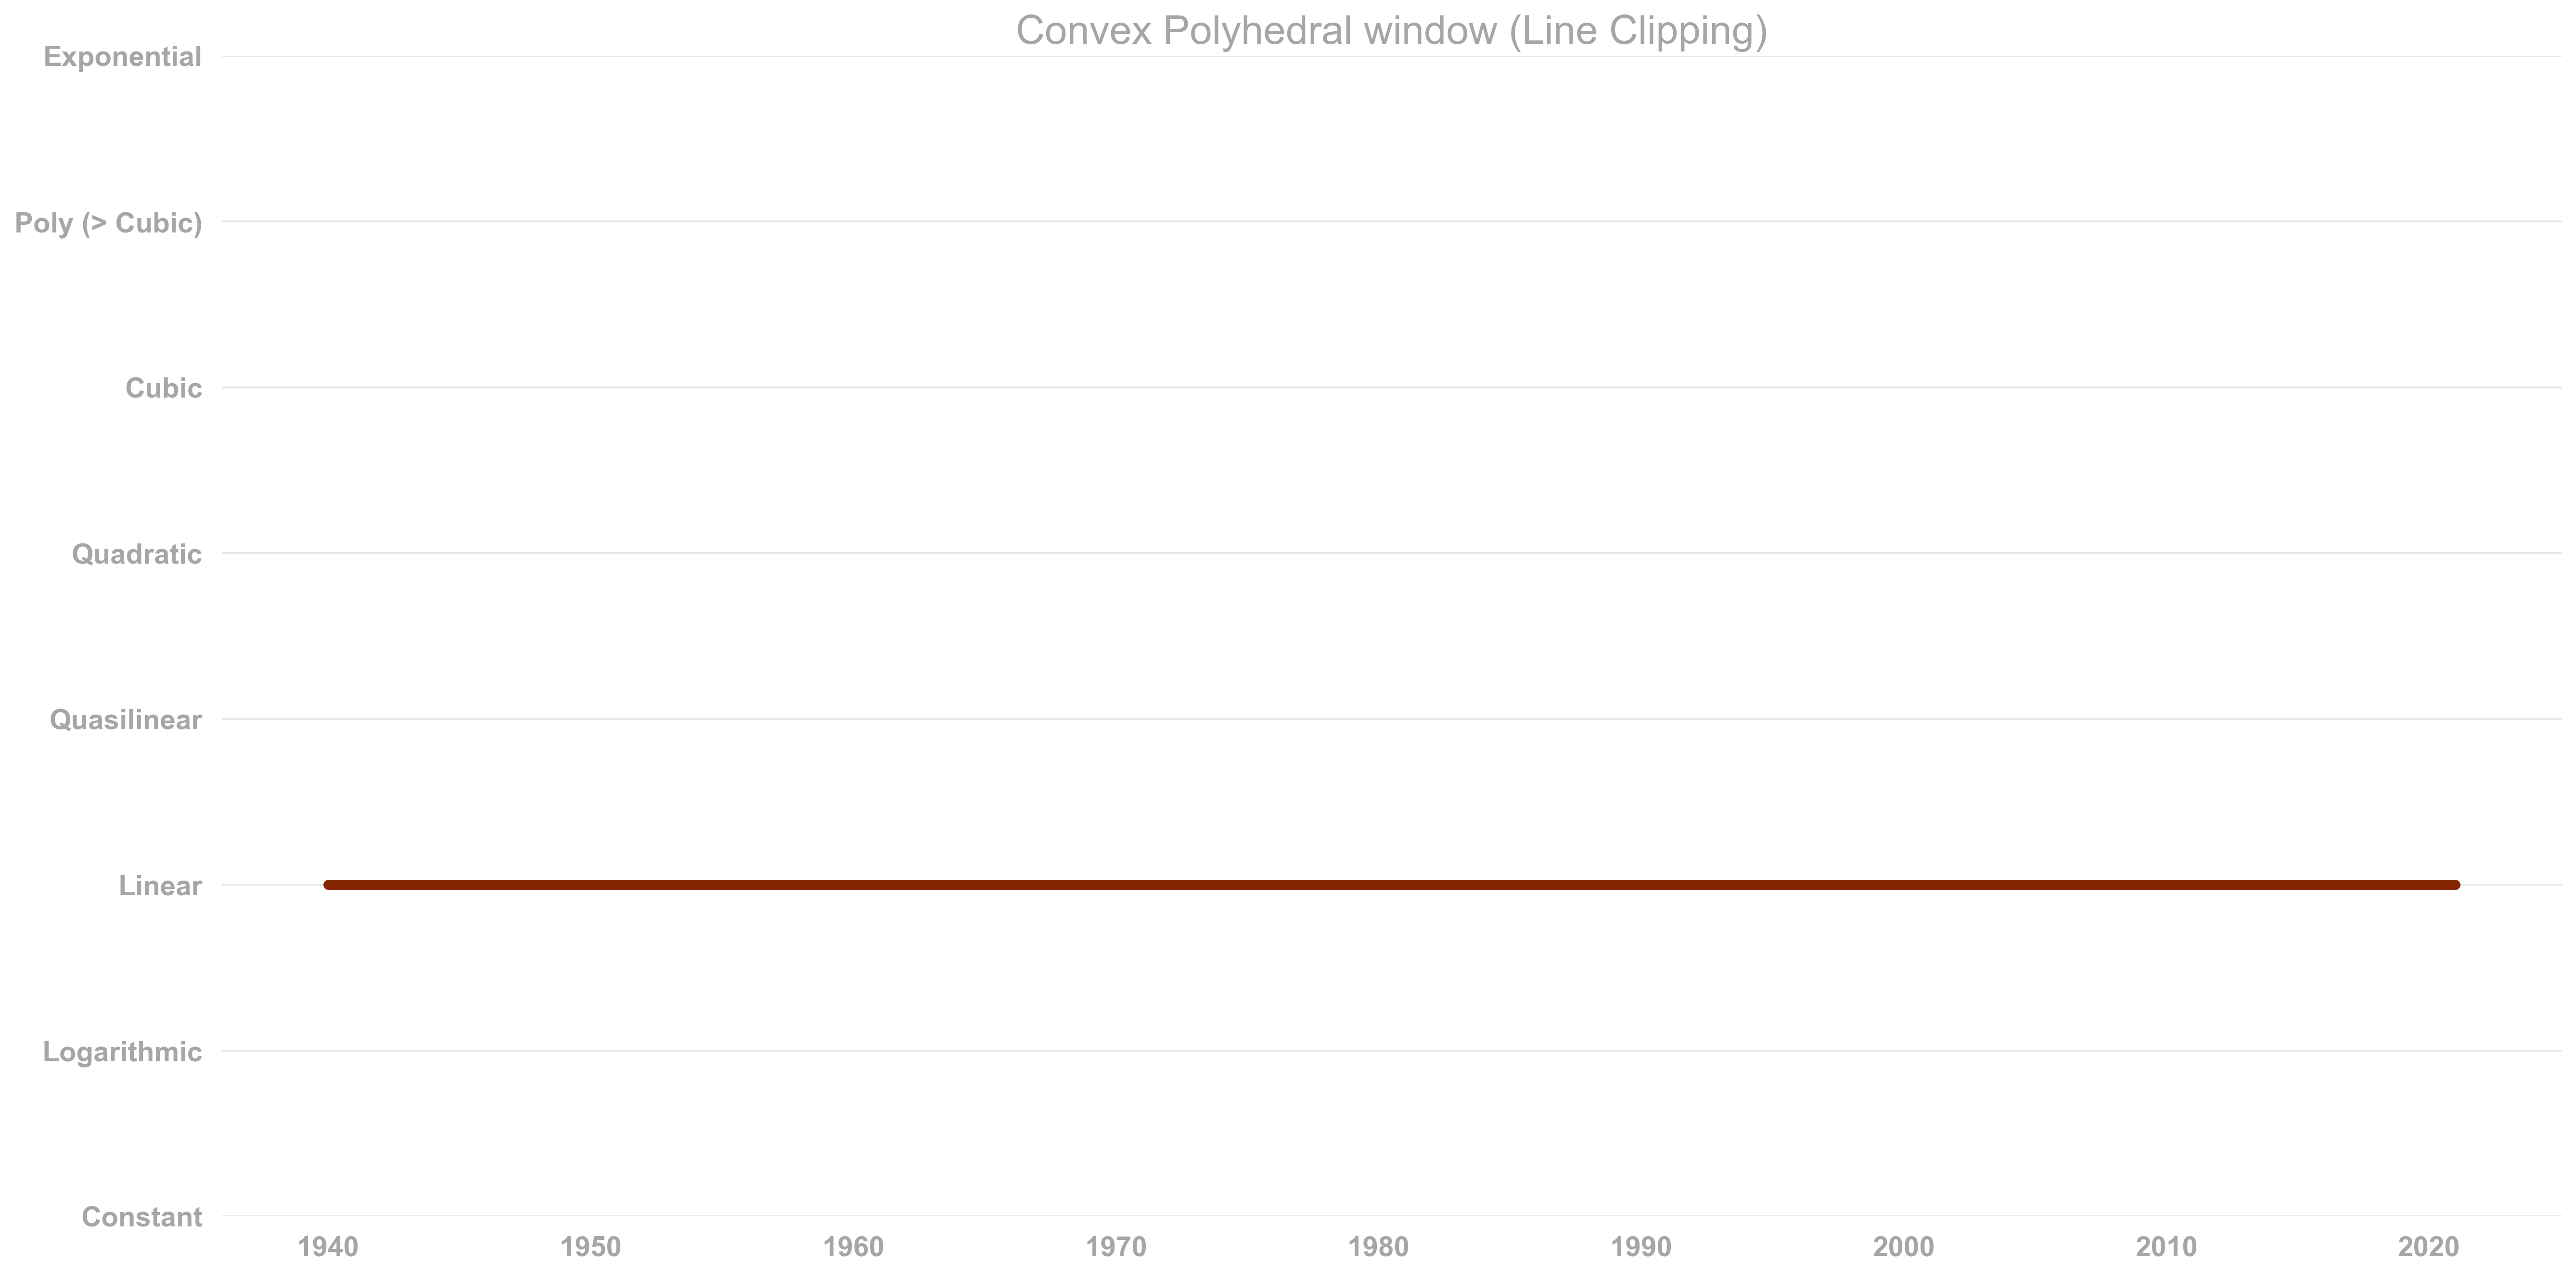 Convex Polyhedral window (Line Clipping)
Exponential
Poly (> Cubic)
Cubic
Quadratic
Quasilinear
Linear
Logarithmic
Constant
1940 1950 1960 1970 1980 1990 2000 2010 2020